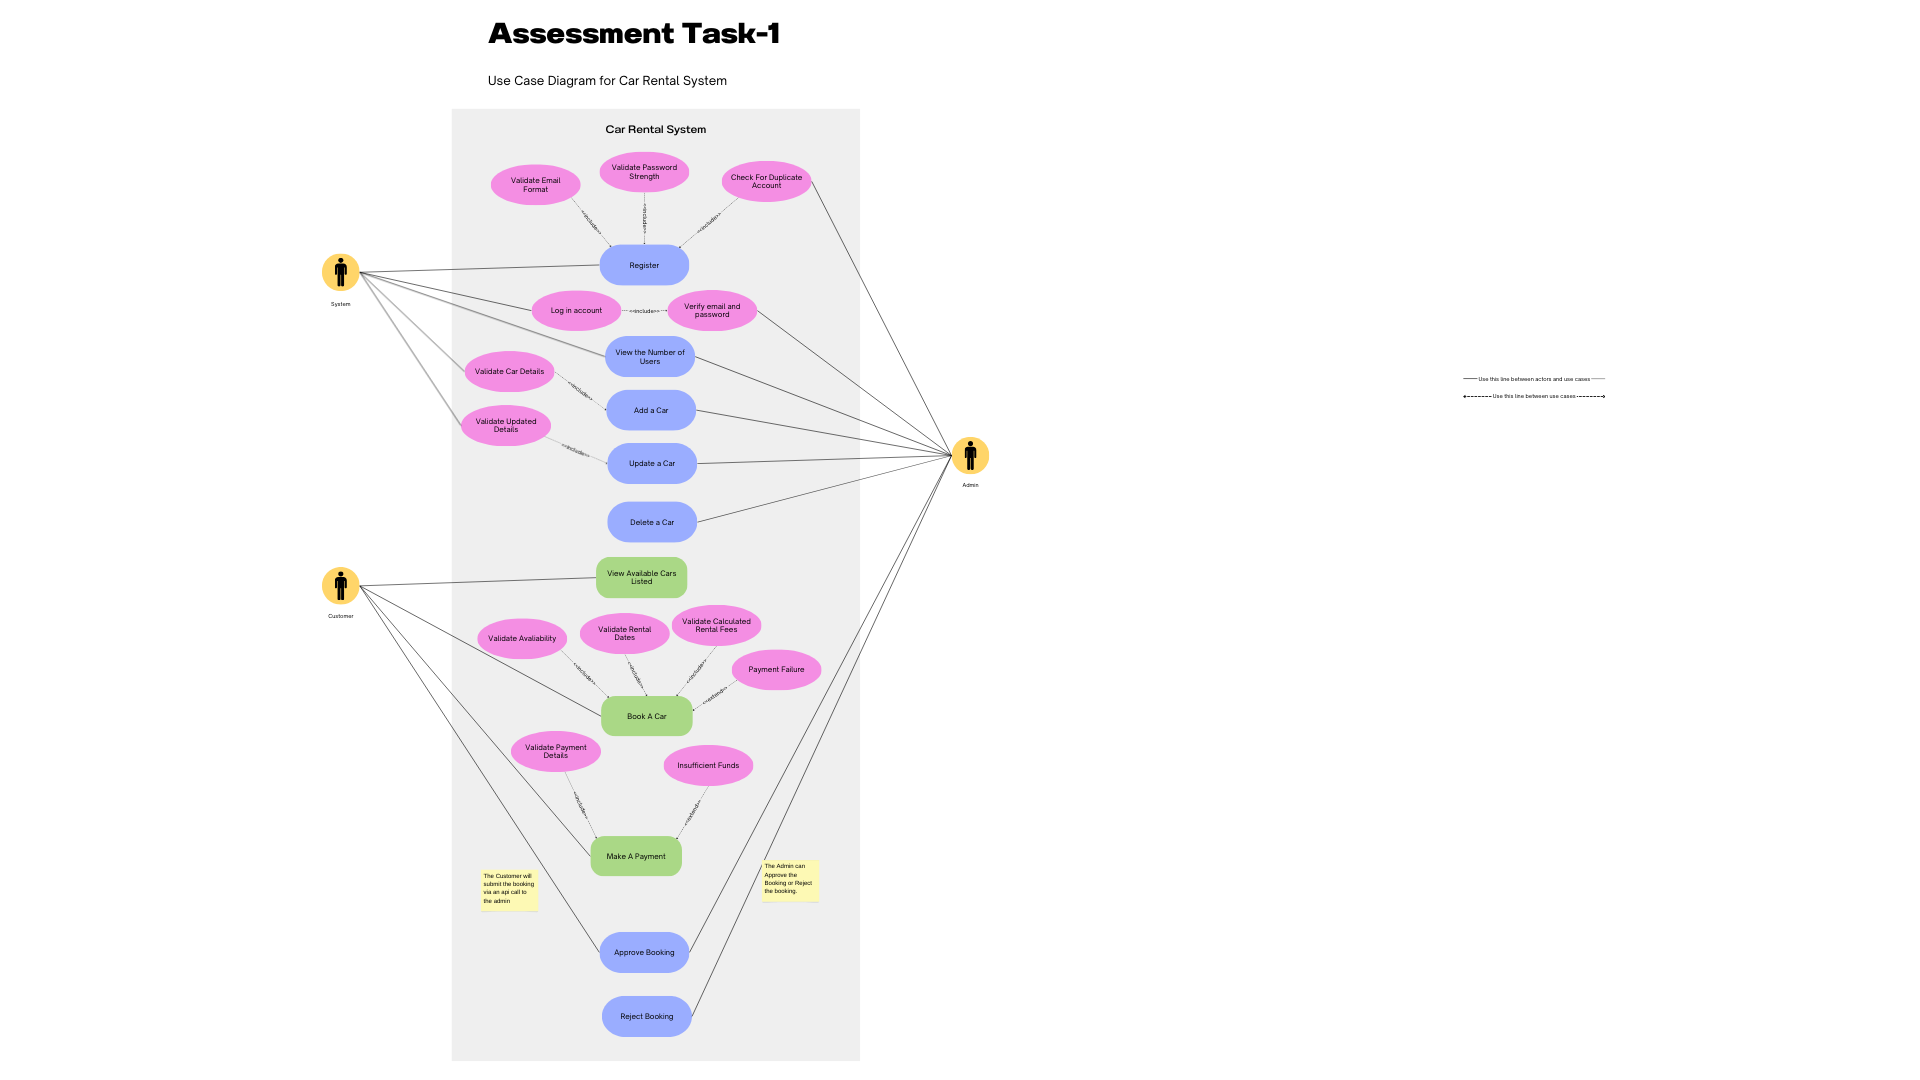 Assessment Task-1
Use Case Diagram for Car Rental System
Car Rental System
Validate Email
Format
Validate Password
Strength
Check For Duplicate
Account
<<include>>
<<include>>
<<include>>
Register
System
Log in account
<<include>>
Verify email and
password
View the Number of
Users
Validate Car Details
<<include>>
Use this line between actors and use cases
Use this line between use cases
Add a Car
Validate Updated
Details
<<include>>
Update a Car
Admin
Delete a Car
View Available Cars
Listed
Customer
Validate Avaliability
Validate Rental
Dates
Validate Calculated
Rental Fees
Payment Failure
<<include>>
<<include>>
<<include>>
<<extend>>
Book A Car
Validate Payment
Details
Insufficient Funds
<<include>>
<<extend>>
Make A Payment
The Customer will
submit the booking
via an api call to
the admin
The Admin can
Approve the
Booking or Reject
the booking.
Approve Booking
Reject Booking